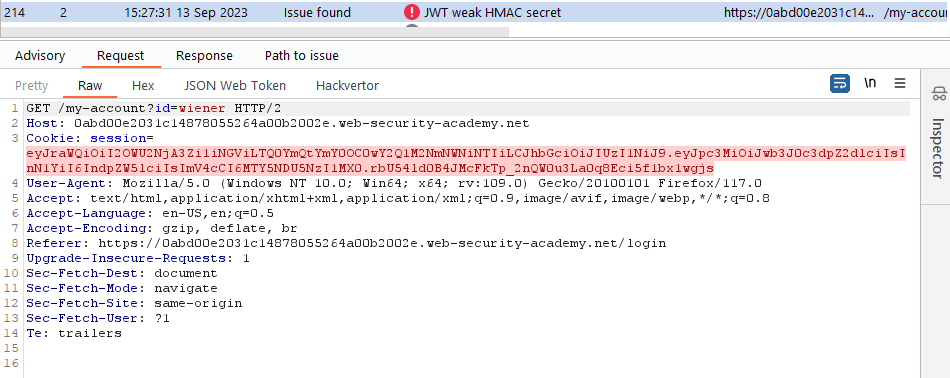 214 2 15:27:31 13 Sep 2023 Issue found JWT weak HMAC secret https://0abd00e2031c14... /my-accou
Advisory Request Response Path to issue
Pretty Raw Hex JSON Web Token Hackvertor \n
1 GET /my-account?id=wiener HTTP/2
2 Host: 0abd00e2031c14878055264a00b2002e.web-security-academy.net
3 Cookie: session=
eyJraWQiOiI2OWU2NjA3Zi1iNGViLTQ0YmQtYmY0OC0wY2Q1M2NmNWNiNTIiLCJhbGciOiJIUzI1NiJ9.eyJpc3MiOiJwb3J0c3dpZ2dlciIsI
nN1YiI6IndpZW5lciIsImV4cCI6MTY5NDU5NzI1MX0.rbU541d0B4JMcFkTp_2nQW0u3La0q8Eci5f1bx1wgjs
4 User-Agent: Mozilla/5.0 (Windows NT 10.0; Win64; x64; rv:109.0) Gecko/20100101 Firefox/117.0
5 Accept: text/html,application/xhtml+xml,application/xml;q=0.9,image/avif,image/webp,*/*;q=0.8
6 Accept-Language: en-US,en;q=0.5
7 Accept-Encoding: gzip, deflate, br
8 Referer: https://0abd00e2031c14878055264a00b2002e.web-security-academy.net/login
9 Upgrade-Insecure-Requests: 1
10 Sec-Fetch-Dest: document
11 Sec-Fetch-Mode: navigate
12 Sec-Fetch-Site: same-origin
13 Sec-Fetch-User: ?1
14 Te: trailers
15
16
Inspector